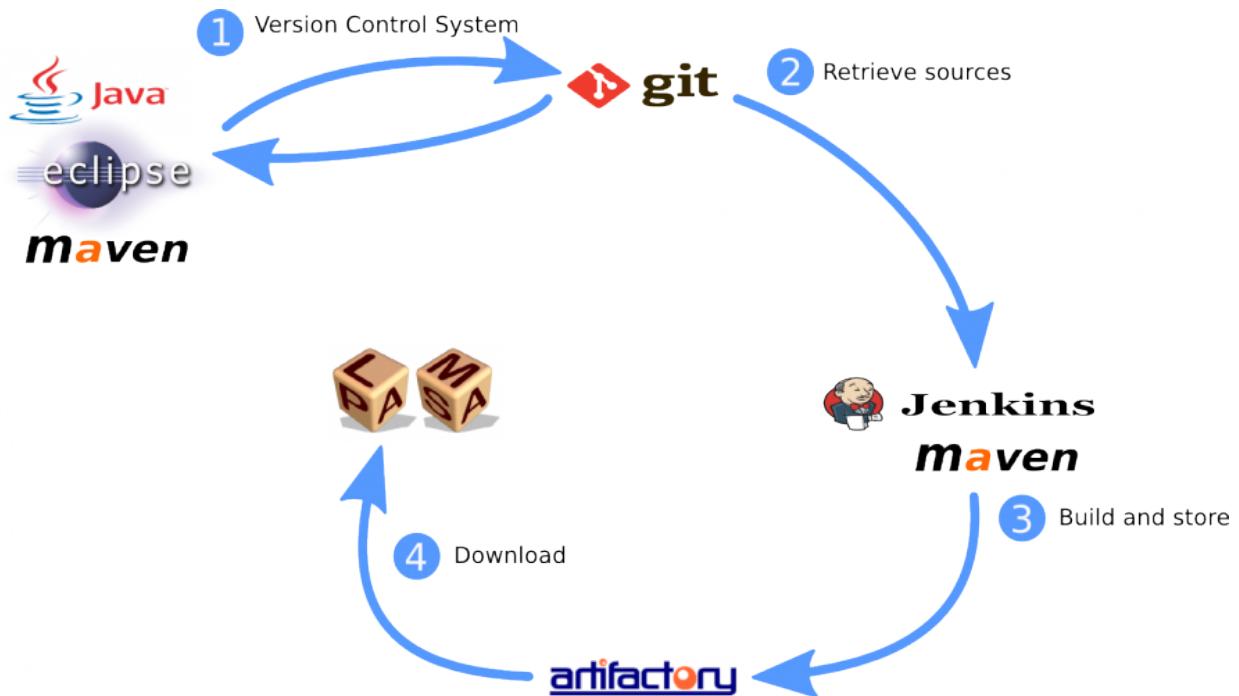 1 Version Control System
Java
eclipse
maven
git
2 Retrieve sources
L M
P A S A
Jenkins
maven
3 Build and store
4 Download
artifactory